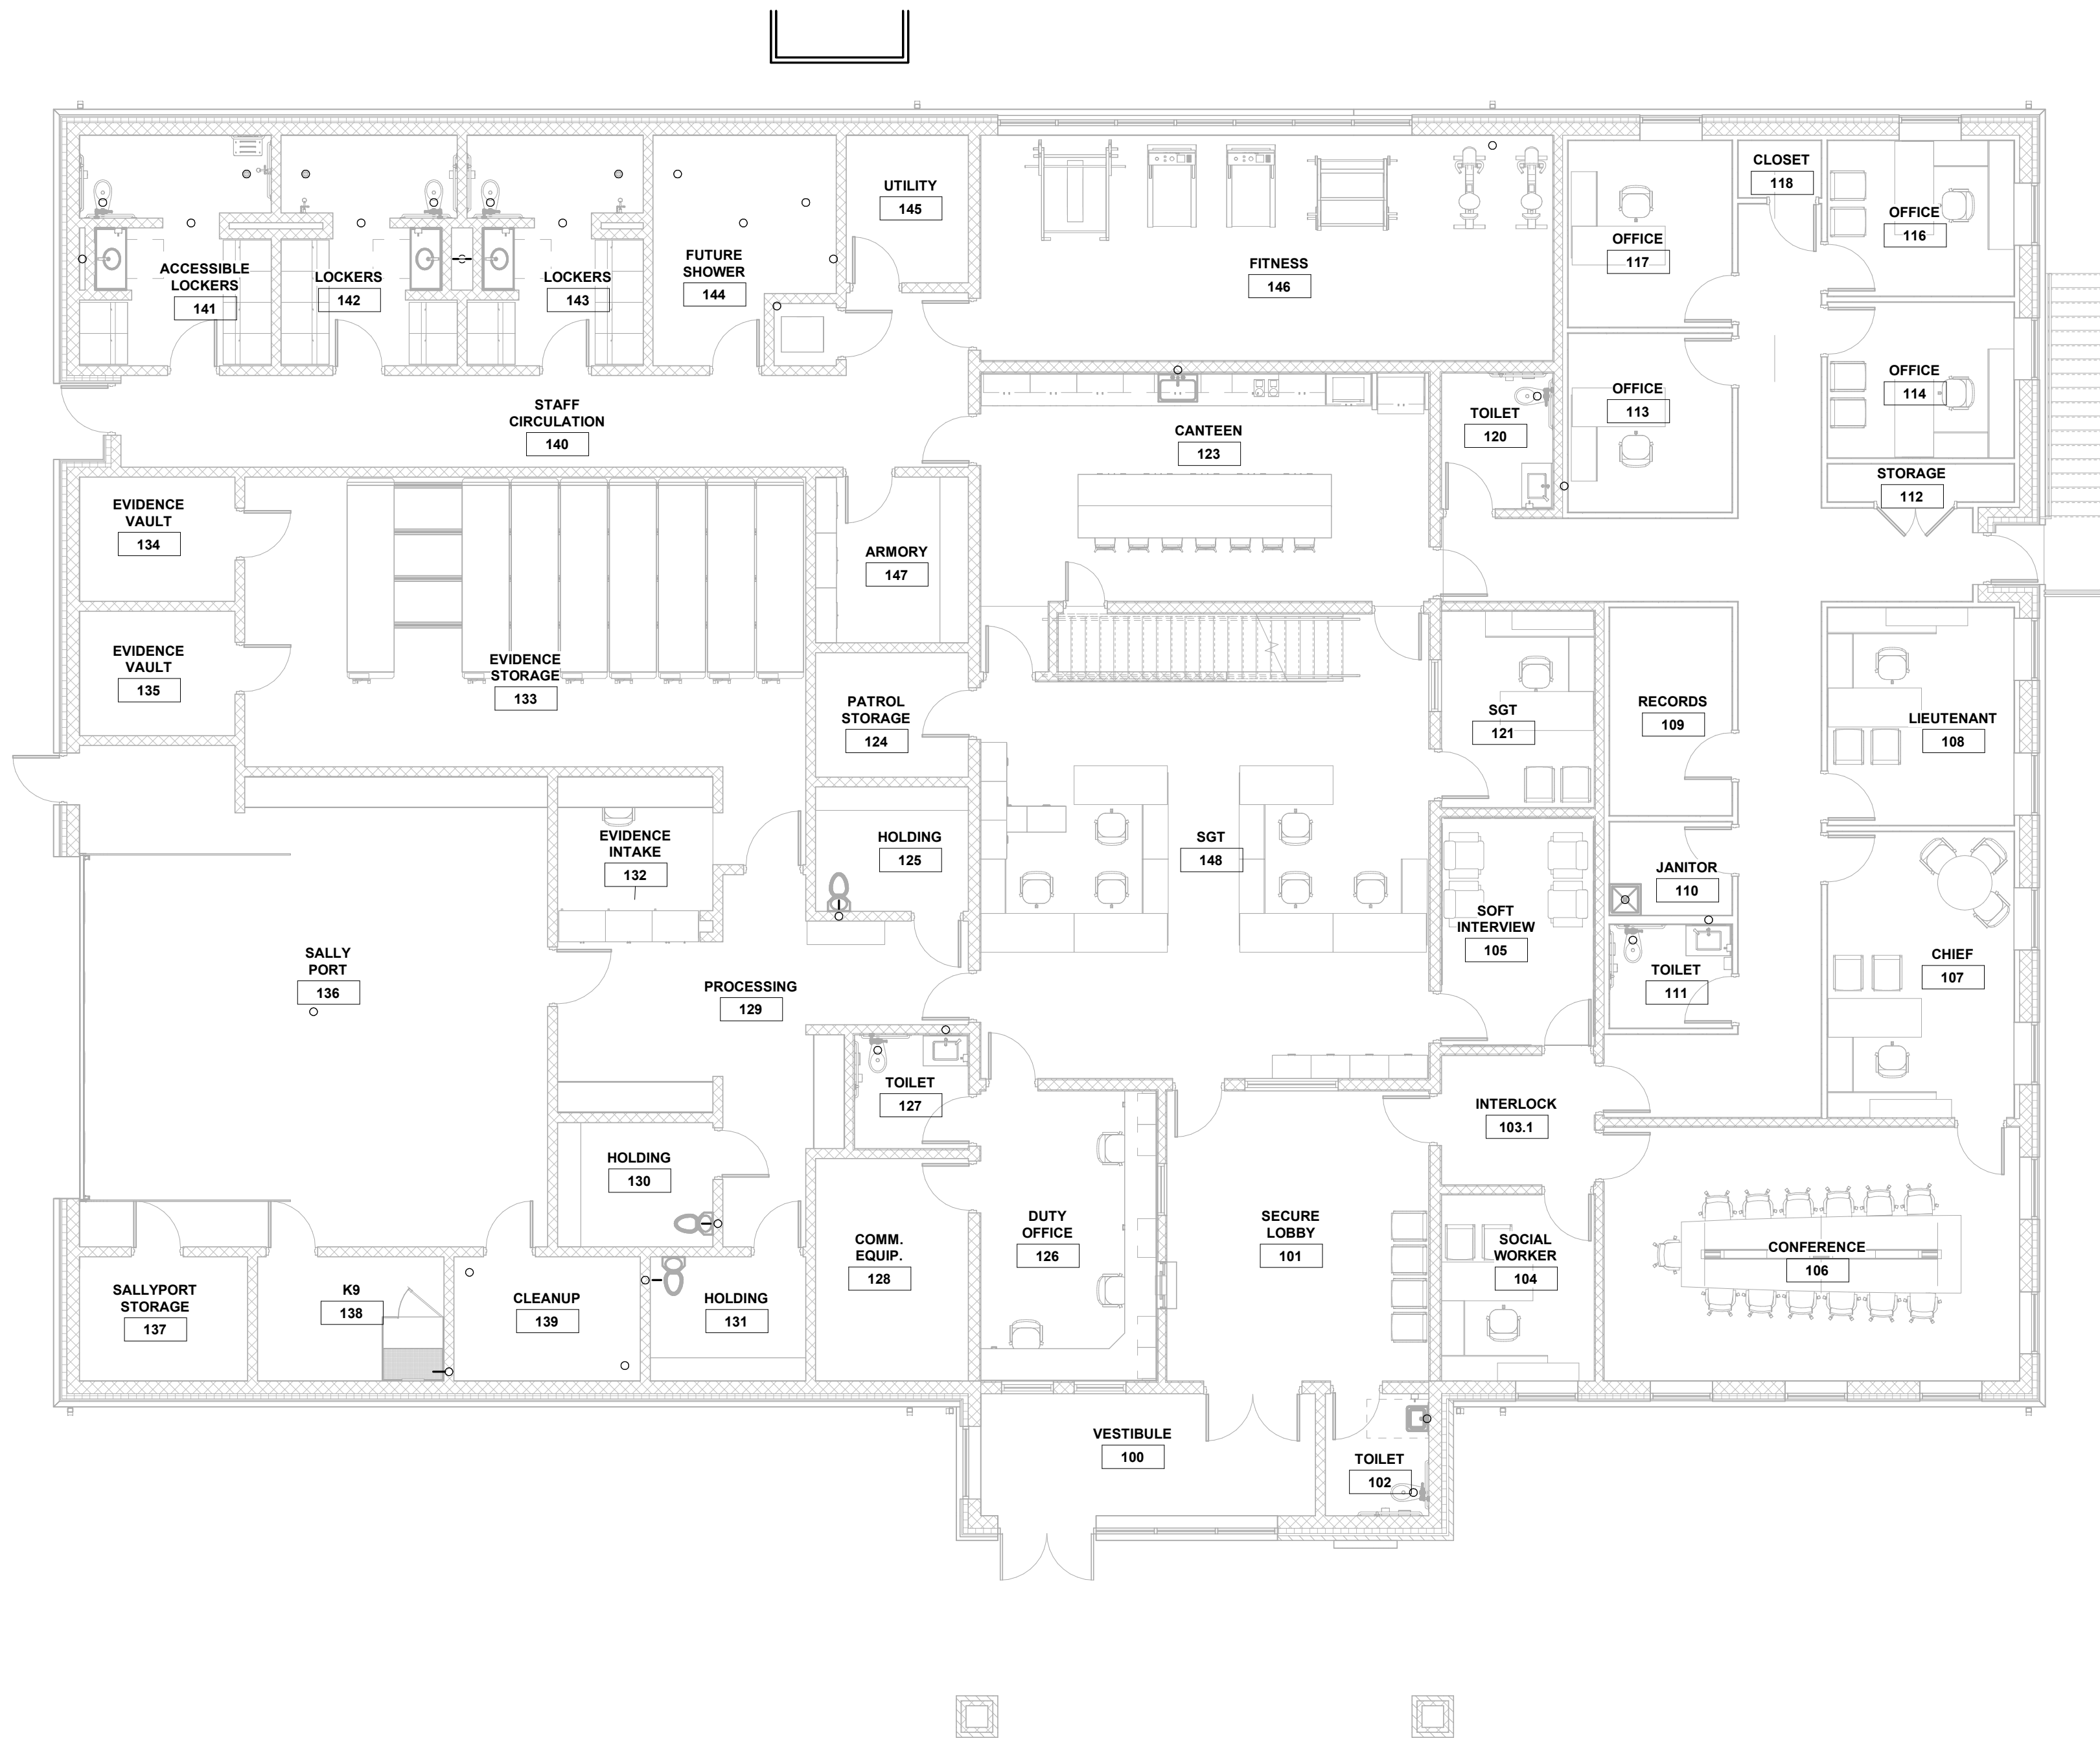 CLOSET
118
UTILITY
145
OFFICE
116
OFFICE
117
ACCESSIBLE
LOCKERS
141
LOCKERS
142
LOCKERS
143
FUTURE
SHOWER
144
FITNESS
146
OFFICE
114
OFFICE
113
STAFF
CIRCULATION
140
CANTEEN
123
TOILET
120
STORAGE
112
EVIDENCE
VAULT
134
ARMORY
147
EVIDENCE
VAULT
135
EVIDENCE
STORAGE
133
PATROL
STORAGE
124
SGT
121
RECORDS
109
LIEUTENANT
108
EVIDENCE
INTAKE
132
HOLDING
125
SGT
148
JANITOR
110
SOFT
INTERVIEW
105
SALLY
PORT
136
PROCESSING
129
TOILET
111
CHIEF
107
TOILET
127
INTERLOCK
103.1
HOLDING
130
COMM.
EQUIP.
128
DUTY
OFFICE
126
SECURE
LOBBY
101
SOCIAL
WORKER
104
CONFERENCE
106
SALLYPORT
STORAGE
137
K9
138
CLEANUP
139
HOLDING
131
VESTIBULE
100
TOILET
102